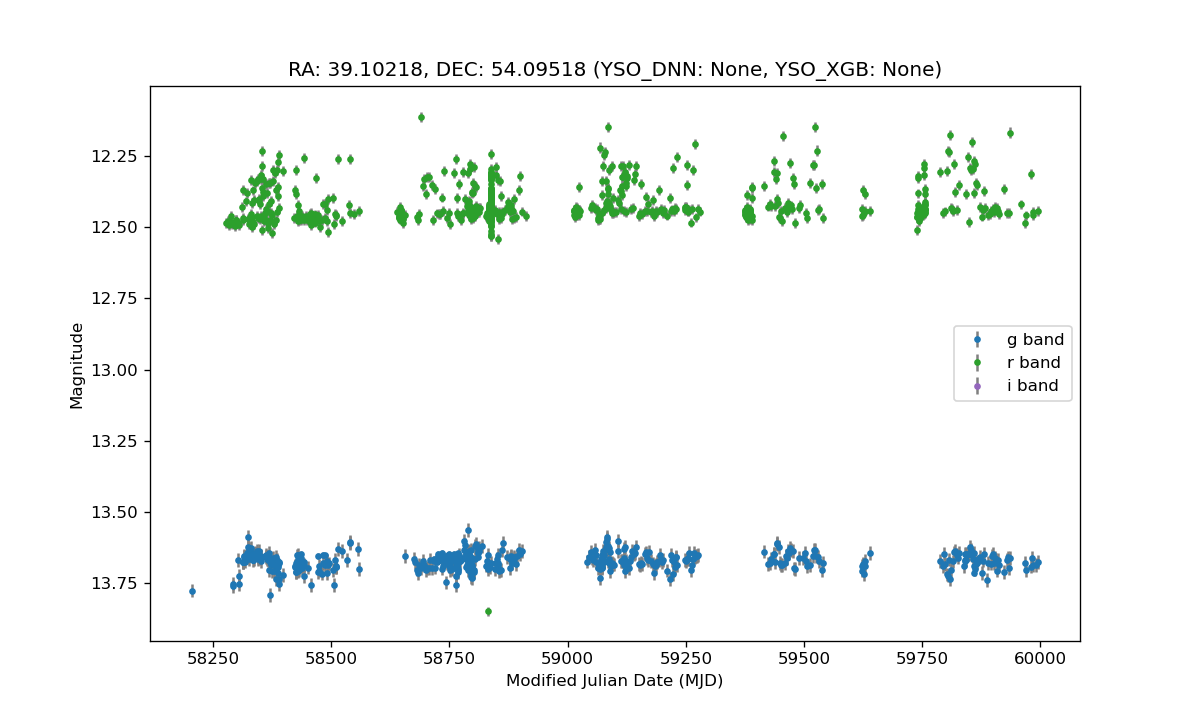 RA: 39.10218, DEC: 54.09518 (YSO_DNN: None, YSO_XGB: None)
Magnitude
12.25
12.50
12.75
13.00
13.25
13.50
13.75
g band
r band
i band
58250 58500 58750 59000 59250 59500 59750 60000
Modified Julian Date (MJD)